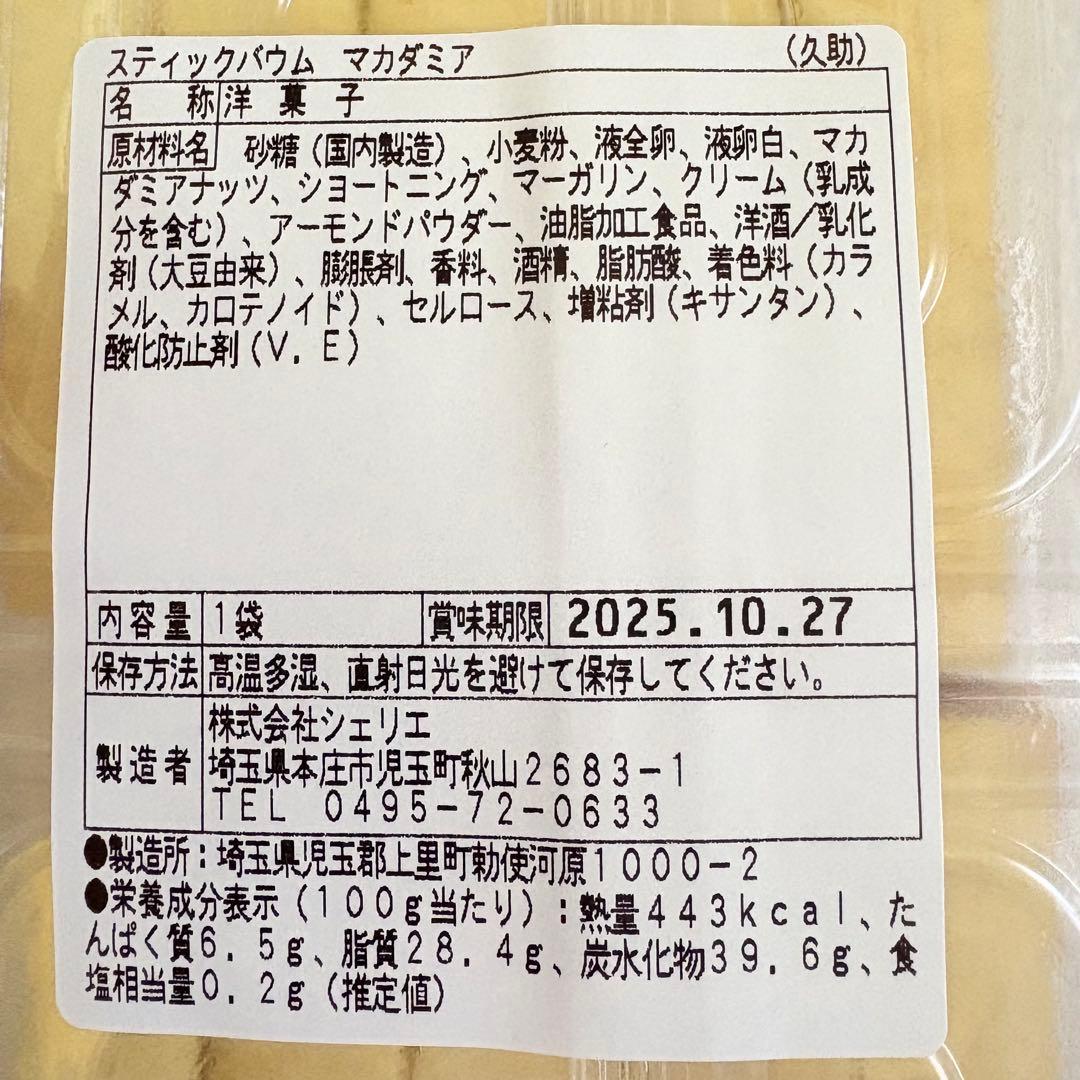 スティックバウム　マカダミア　（久助）
名　称 洋　菓　子
原材料名 砂糖（国内製造）、小麦粉、液全卵、液卵白、マカ
ダミアナッツ、ショートニング、マーガリン、クリーム（乳成
分を含む）、アーモンドパウダー、油脂加工食品、洋酒／乳化
剤（大豆由来）、膨脹剤、香料、酒精、脂肪酸、着色料（カラ
メル、カロテノイド）、セルロース、増粘剤（キサンタン）、
酸化防止剤（Ｖ．Ｅ）
内容量 １袋 賞味期限 2025.10.27
保存方法 高温多湿、直射日光を避けて保存してください。
製造者 株式会社シェリエ
埼玉県本庄市児玉町秋山２６８３－１
ＴＥＬ　０４９５－７２－０６３３
●製造所：埼玉県児玉郡上里町勅使河原１０００－２
●栄養成分表示（１００ｇ当たり）：熱量４４３ｋｃａｌ、た
んぱく質６．５ｇ、脂質２８．４ｇ、炭水化物３９．６ｇ、食
塩相当量０．２ｇ（推定値）